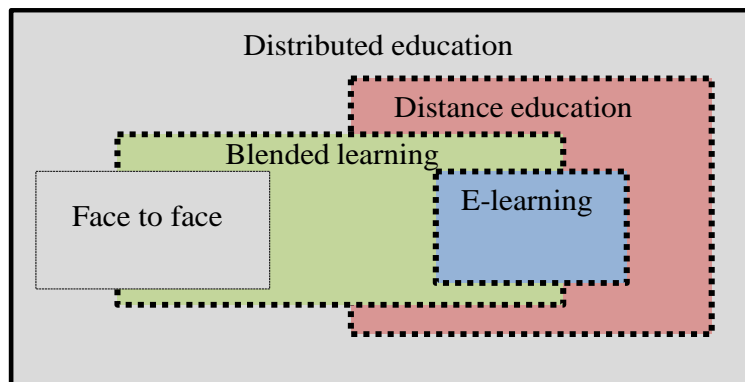 Distributed education
Distance education
Blended learning
E-learning
Face to face